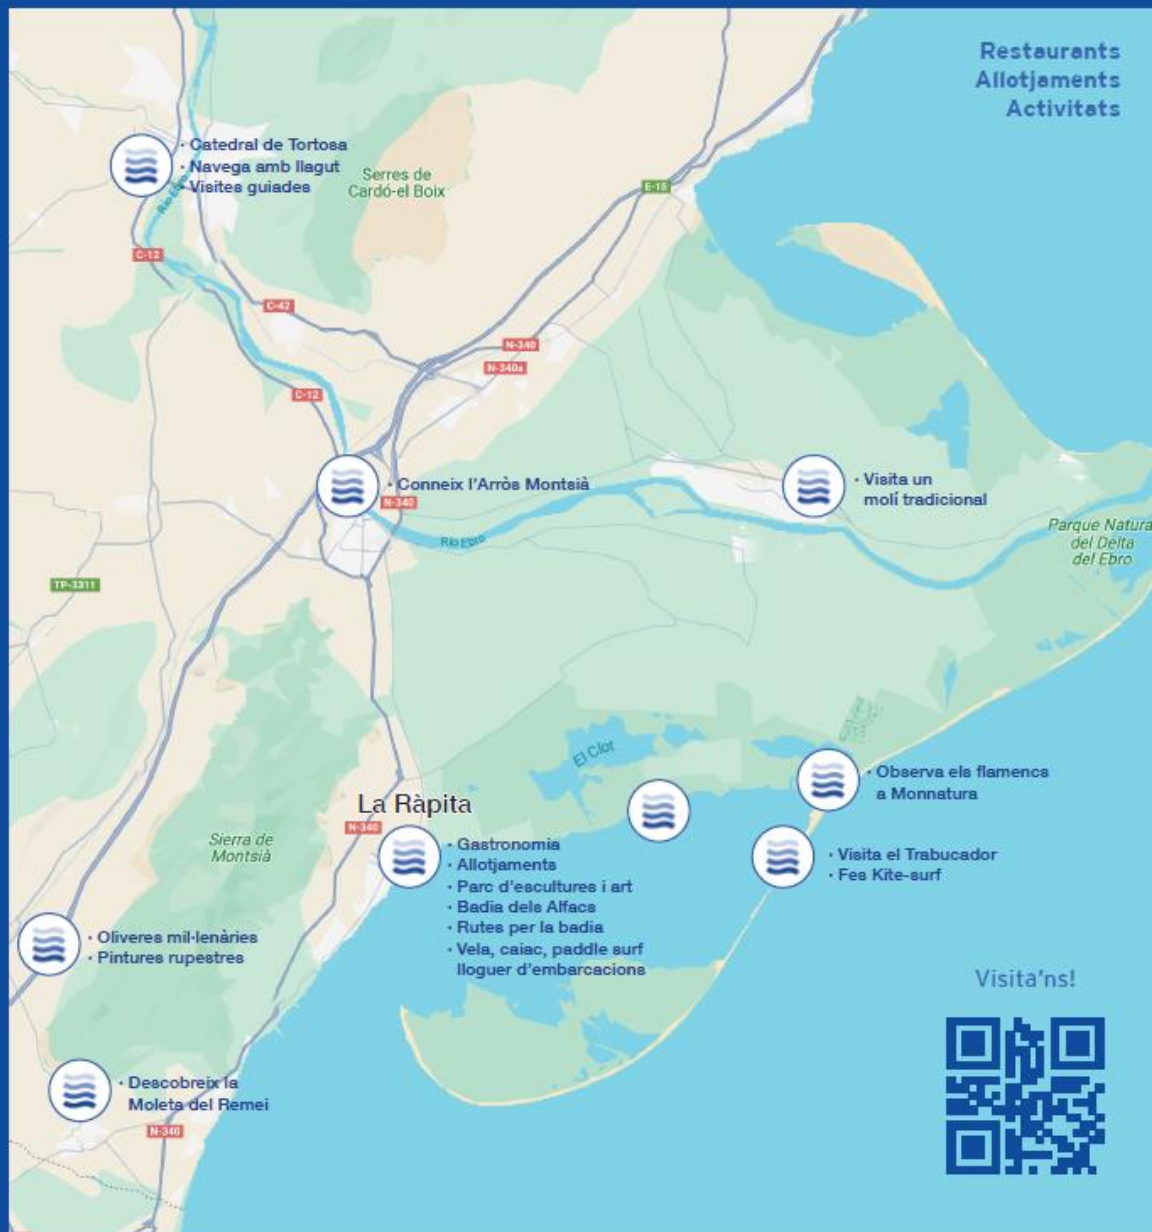 Restaurants
Allotjaments
Activitats
· Catedral de Tortosa
· Navega amb llagut
· Visites guiades
Río Ebro
Serres de
Cardó-el Boix
E-15
C-12
C-42
N-340
N-340a
C-12
· Conneix l'Arròs Montsià
N-340
Río Ebro
· Visita un
molí tradicional
Parque Natura
del Delta
del Ebro
TP-3311
El Clot
· Observa els flamencs
a Monnatura
La Ràpita
N-340
Sierra de
Montsià
· Gastronomia
· Allotjaments
· Parc d'escultures i art
· Badia dels Alfacs
· Rutes per la badia
· Vela, caiac, paddle surf
lloguer d'embarcacions
· Visita el Trabucador
· Fes Kite-surf
· Oliveres mil·lenàries
· Pintures rupestres
Visita'ns!
· Descobreix la
Moleta del Remei
N-340